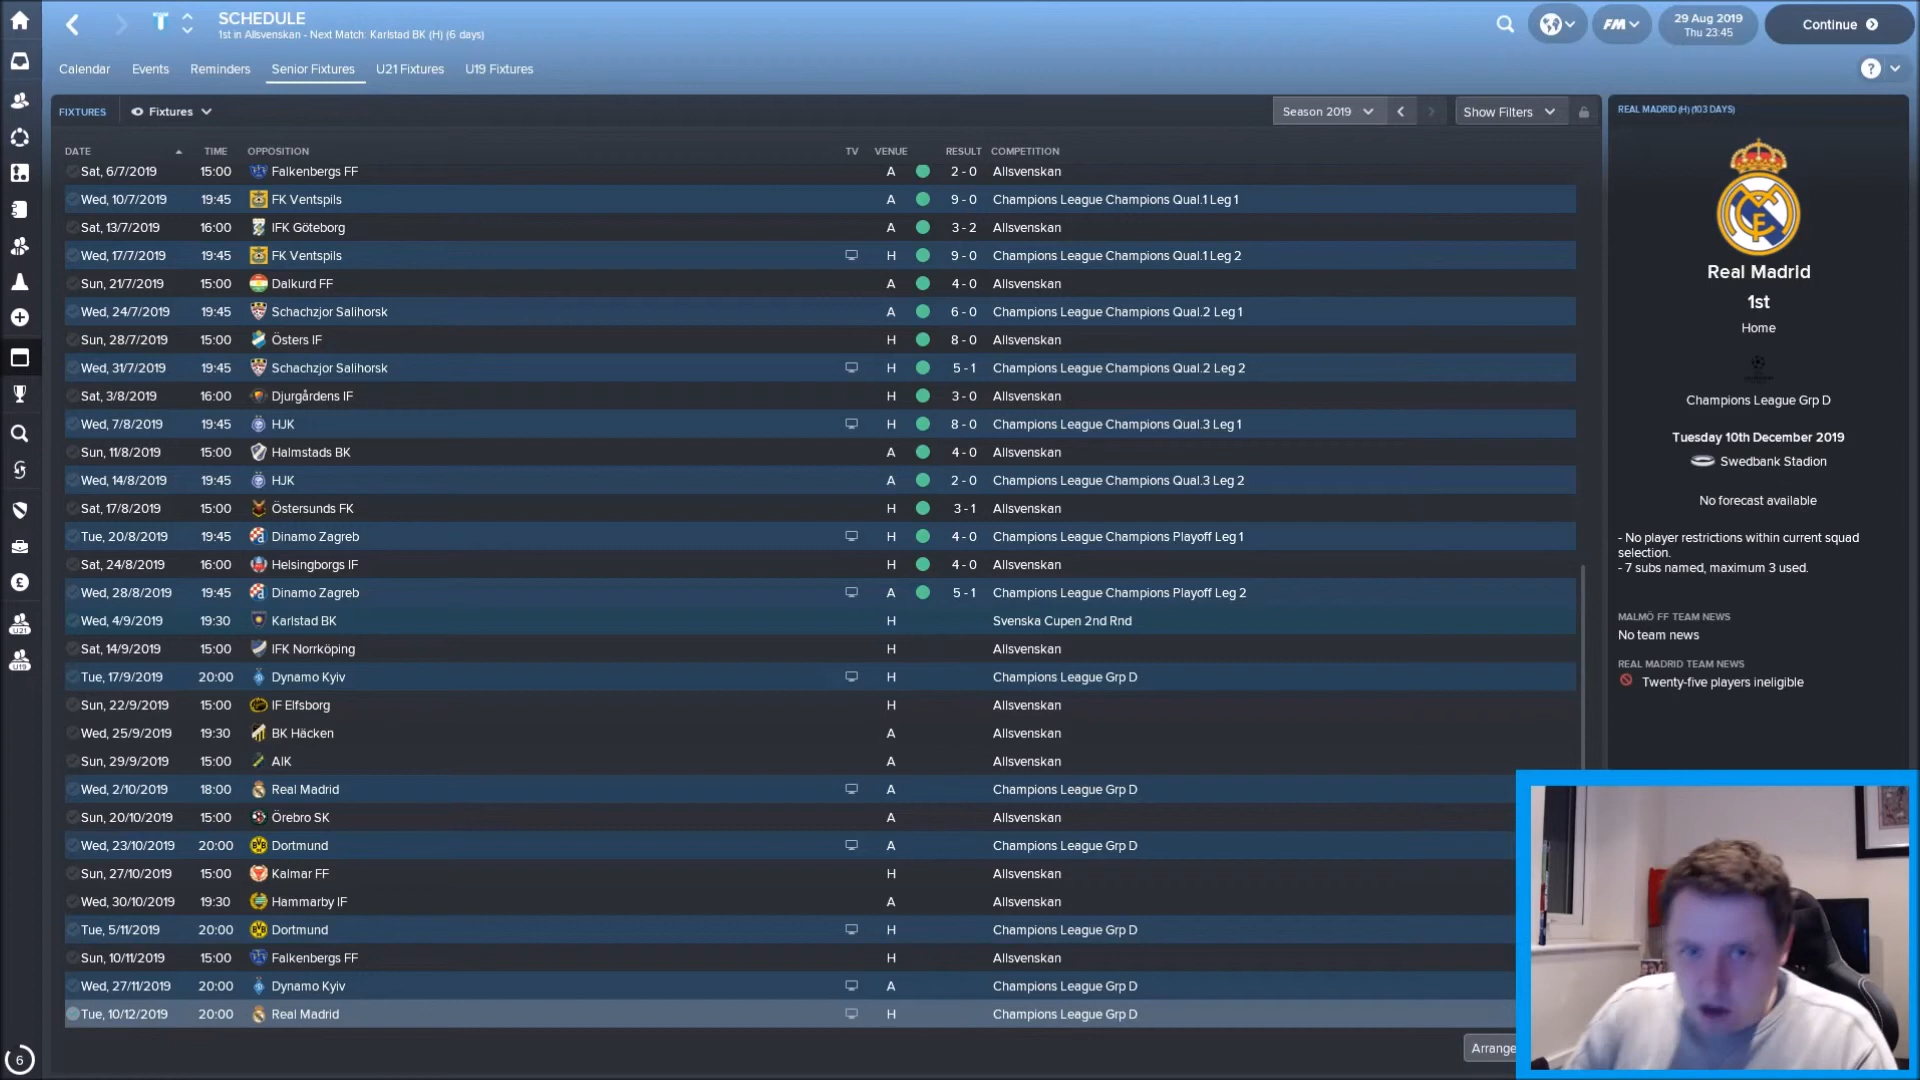 SCHEDULE
1st in Allsvenskan - Next Match: Karlstad BK (H) (6 days)
FM
29 Aug 2019
Thu 23:45
Continue
Calendar Events Reminders Senior Fixtures U21 Fixtures U19 Fixtures
?
FIXTURES Fixtures Season 2019 Show Filters
DATE TIME OPPOSITION TV VENUE RESULT COMPETITION
Sat, 6/7/2019 15:00 Falkenbergs FF A 2 - 0 Allsvenskan
Wed, 10/7/2019 19:45 FK Ventspils A 9 - 0 Champions League Champions Qual.1 Leg 1
Sat, 13/7/2019 16:00 IFK Göteborg A 3 - 2 Allsvenskan
Wed, 17/7/2019 19:45 FK Ventspils H 9 - 0 Champions League Champions Qual.1 Leg 2
Sun, 21/7/2019 15:00 Dalkurd FF A 4 - 0 Allsvenskan
Wed, 24/7/2019 19:45 Schachzjor Salihorsk A 6 - 0 Champions League Champions Qual.2 Leg 1
Sun, 28/7/2019 15:00 Östers IF H 8 - 0 Allsvenskan
Wed, 31/7/2019 19:45 Schachzjor Salihorsk H 5 - 1 Champions League Champions Qual.2 Leg 2
Sat, 3/8/2019 16:00 Djurgårdens IF H 3 - 0 Allsvenskan
Wed, 7/8/2019 19:45 HJK H 8 - 0 Champions League Champions Qual.3 Leg 1
Sun, 11/8/2019 15:00 Halmstads BK A 4 - 0 Allsvenskan
Wed, 14/8/2019 19:45 HJK A 2 - 0 Champions League Champions Qual.3 Leg 2
Sat, 17/8/2019 15:00 Östersunds FK H 3 - 1 Allsvenskan
Tue, 20/8/2019 19:45 Dinamo Zagreb H 4 - 0 Champions League Champions Playoff Leg 1
Sat, 24/8/2019 16:00 Helsingborgs IF H 4 - 0 Allsvenskan
Wed, 28/8/2019 19:45 Dinamo Zagreb A 5 - 1 Champions League Champions Playoff Leg 2
Wed, 4/9/2019 19:30 Karlstad BK H Svenska Cupen 2nd Rnd
Sat, 14/9/2019 15:00 IFK Norrköping H Allsvenskan
Tue, 17/9/2019 20:00 Dynamo Kyiv H Champions League Grp D
Sun, 22/9/2019 15:00 IF Elfsborg H Allsvenskan
Wed, 25/9/2019 19:30 BK Häcken A Allsvenskan
Sun, 29/9/2019 15:00 AIK A Allsvenskan
Wed, 2/10/2019 18:00 Real Madrid A Champions League Grp D
Sun, 20/10/2019 15:00 Örebro SK A Allsvenskan
Wed, 23/10/2019 20:00 Dortmund A Champions League Grp D
Sun, 27/10/2019 15:00 Kalmar FF H Allsvenskan
Wed, 30/10/2019 19:30 Hammarby IF A Allsvenskan
Tue, 5/11/2019 20:00 Dortmund H Champions League Grp D
Sun, 10/11/2019 15:00 Falkenbergs FF H Allsvenskan
Wed, 27/11/2019 20:00 Dynamo Kyiv A Champions League Grp D
Tue, 10/12/2019 20:00 Real Madrid H Champions League Grp D
Arrange
REAL MADRID (H) (103 DAYS)
Real Madrid
1st
Home
Champions League Grp D
Tuesday 10th December 2019
Swedbank Stadion
No forecast available
- No player restrictions within current squad
selection.
- 7 subs named, maximum 3 used.
MALMÖ FF TEAM NEWS
No team news
REAL MADRID TEAM NEWS
Twenty-five players ineligible
U21
U19
6